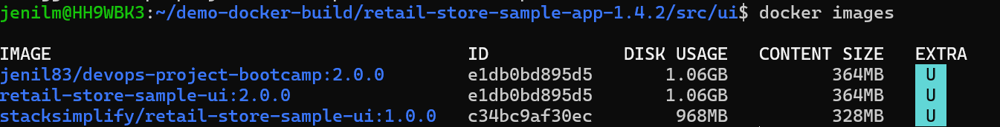 jenilm@HH9WBK3:~/demo-docker-build/retail-store-sample-app-1.4.2/src/ui$ docker images
IMAGE ID DISK USAGE CONTENT SIZE EXTRA
jenil83/devops-project-bootcamp:2.0.0 e1db0bd895d5 1.06GB 364MB U
retail-store-sample-ui:2.0.0 e1db0bd895d5 1.06GB 364MB U
stacksimplify/retail-store-sample-ui:1.0.0 c34bc9af30ec 968MB 328MB U